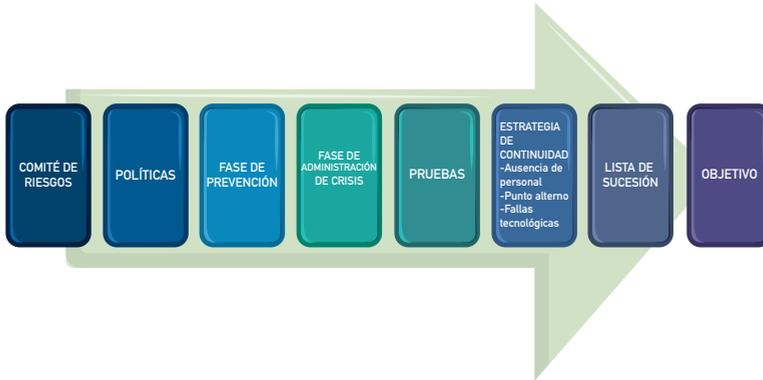 COMITÉ DE
RIESGOS
POLÍTICAS
FASE DE
PREVENCIÓN
FASE DE
ADMINISTRACIÓN
DE CRISIS
PRUEBAS
ESTRATEGIA
DE
CONTINUIDAD
-Ausencia de
personal
-Punto alterno
-Fallas
tecnológicas
LISTA DE
SUCESIÓN
OBJETIVO